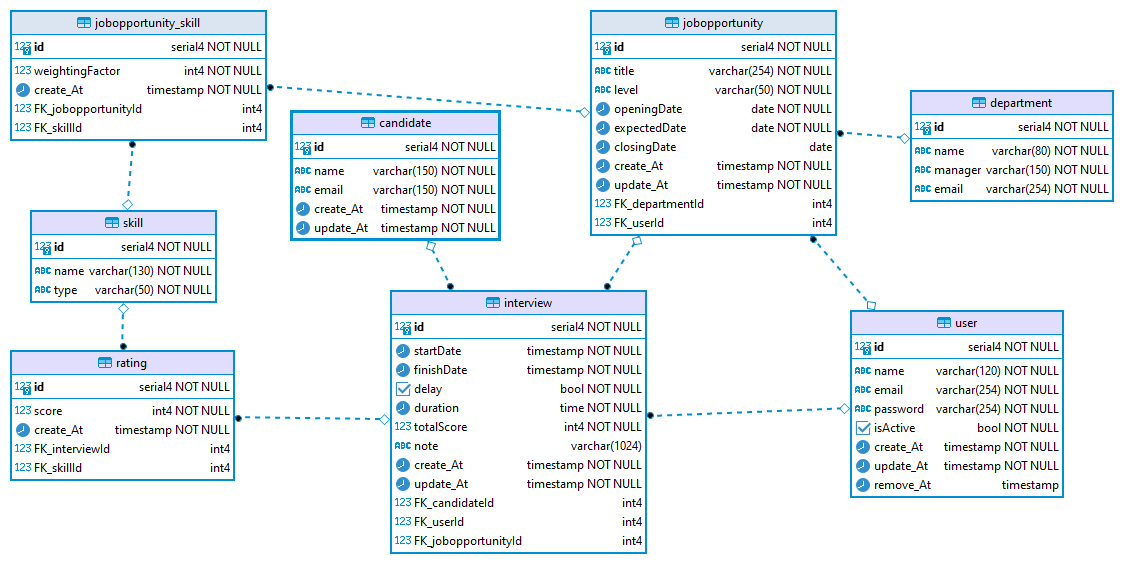 jobopportunity_skill
123 id serial4 NOT NULL
123 weightingFactor int4 NOT NULL
create_At timestamp NOT NULL
123 FK_jobopportunityId int4
123 FK_skillId int4
jobopportunity
123 id serial4 NOT NULL
ABC title varchar(254) NOT NULL
ABC level varchar(50) NOT NULL
openingDate date NOT NULL
expectedDate date NOT NULL
closingDate date
create_At timestamp NOT NULL
update_At timestamp NOT NULL
123 FK_departmentId int4
123 FK_userId int4
department
123 id serial4 NOT NULL
ABC name varchar(80) NOT NULL
ABC manager varchar(150) NOT NULL
ABC email varchar(254) NOT NULL
candidate
123 id serial4 NOT NULL
ABC name varchar(150) NOT NULL
ABC email varchar(150) NOT NULL
create_At timestamp NOT NULL
update_At timestamp NOT NULL
skill
123 id serial4 NOT NULL
ABC name varchar(130) NOT NULL
ABC type varchar(50) NOT NULL
interview
123 id serial4 NOT NULL
startDate timestamp NOT NULL
finishDate timestamp NOT NULL
delay bool NOT NULL
duration time NOT NULL
123 totalScore int4 NOT NULL
ABC note varchar(1024)
create_At timestamp NOT NULL
update_At timestamp NOT NULL
123 FK_candidateId int4
123 FK_userId int4
123 FK_jobopportunityId int4
user
123 id serial4 NOT NULL
ABC name varchar(120) NOT NULL
ABC email varchar(254) NOT NULL
ABC password varchar(254) NOT NULL
isActive bool NOT NULL
create_At timestamp NOT NULL
update_At timestamp NOT NULL
remove_At timestamp
rating
123 id serial4 NOT NULL
123 score int4 NOT NULL
create_At timestamp NOT NULL
123 FK_interviewId int4
123 FK_skillId int4